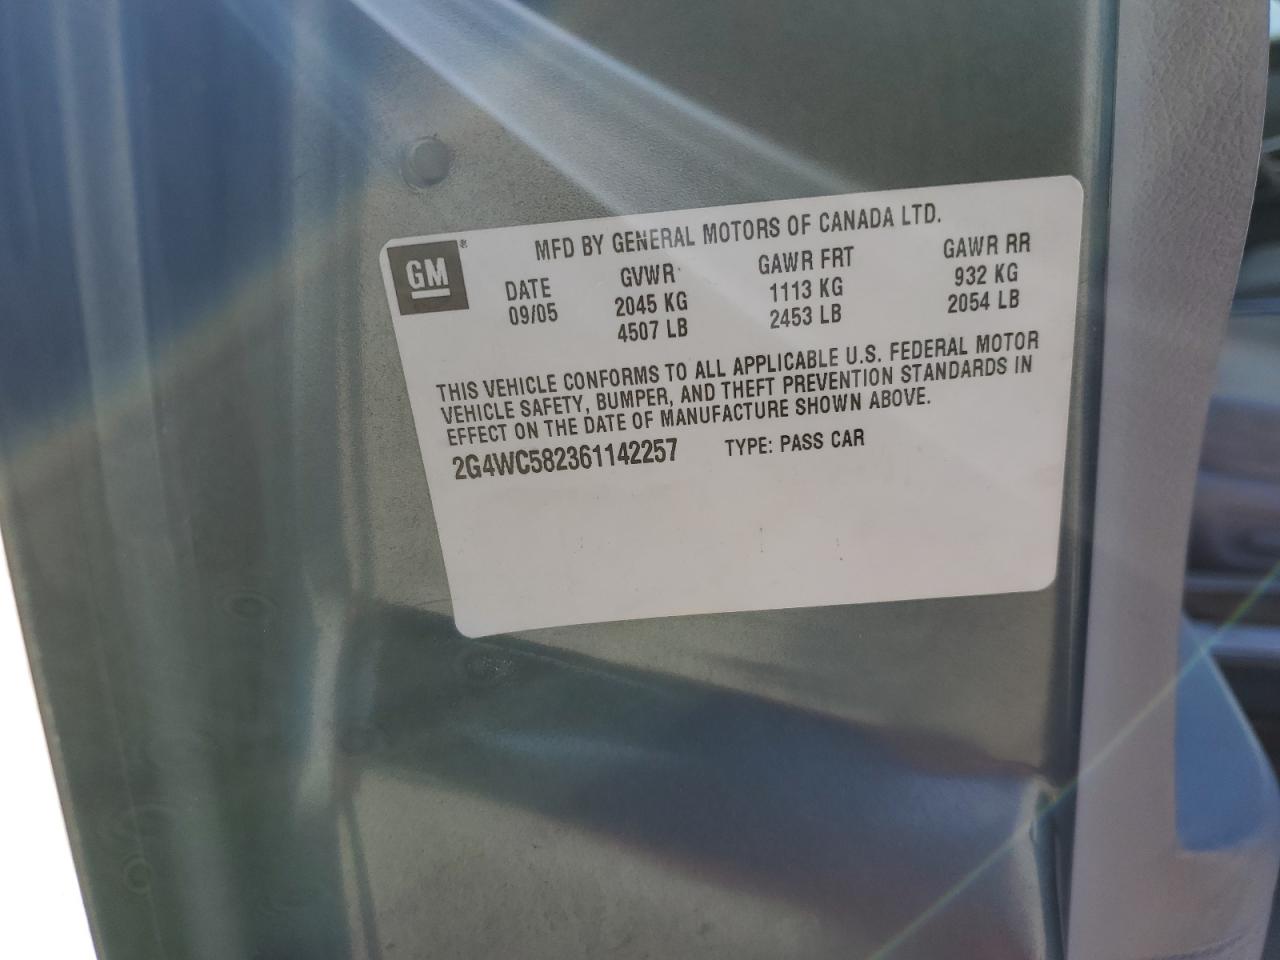 MFD BY GENERAL MOTORS OF CANADA LTD.
GM®
DATE GVWR GAWR FRT GAWR RR
09/05 2045 KG 1113 KG 932 KG
4507 LB 2453 LB 2054 LB
THIS VEHICLE CONFORMS TO ALL APPLICABLE U.S. FEDERAL MOTOR
VEHICLE SAFETY, BUMPER, AND THEFT PREVENTION STANDARDS IN
EFFECT ON THE DATE OF MANUFACTURE SHOWN ABOVE.
2G4WC582361142257 TYPE: PASS CAR